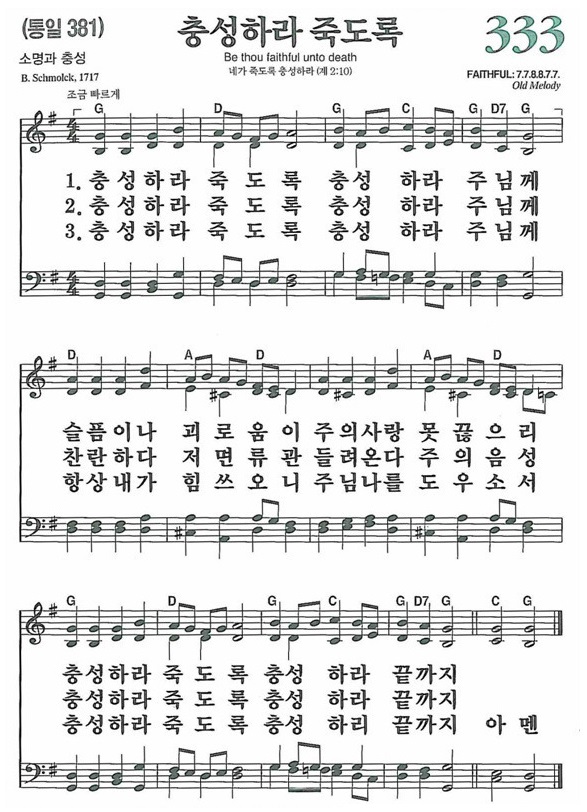 (통일 381)
충성하라 죽도록
333
소명과 충성
Be thou faithful unto death
네가 죽도록 충성하라 (계 2:10)
B. Schmolck, 1717
FAITHFUL: 7.7.8.8.7.7.
Old Melody
조금 빠르게
G D G C G D7 G
1. 충성하라 죽도록 충성 하라 주님께
2. 충성하라 죽도록 충성 하라 주님께
3. 충성하라 죽도록 충성 하라 주님께
D A D A D
슬픔이나 괴로움이 주의사랑 못끊으리
찬란하다 저면류관 들려온다 주의음성
항상내가 힘쓰오니 주님나를 도우소서
G D G C G D7 G C G
충성하라 죽도록 충성 하라 끝까지
충성하라 죽도록 충성 하라 끝까지
충성하라 죽도록 충성 하리 끝까지 아멘